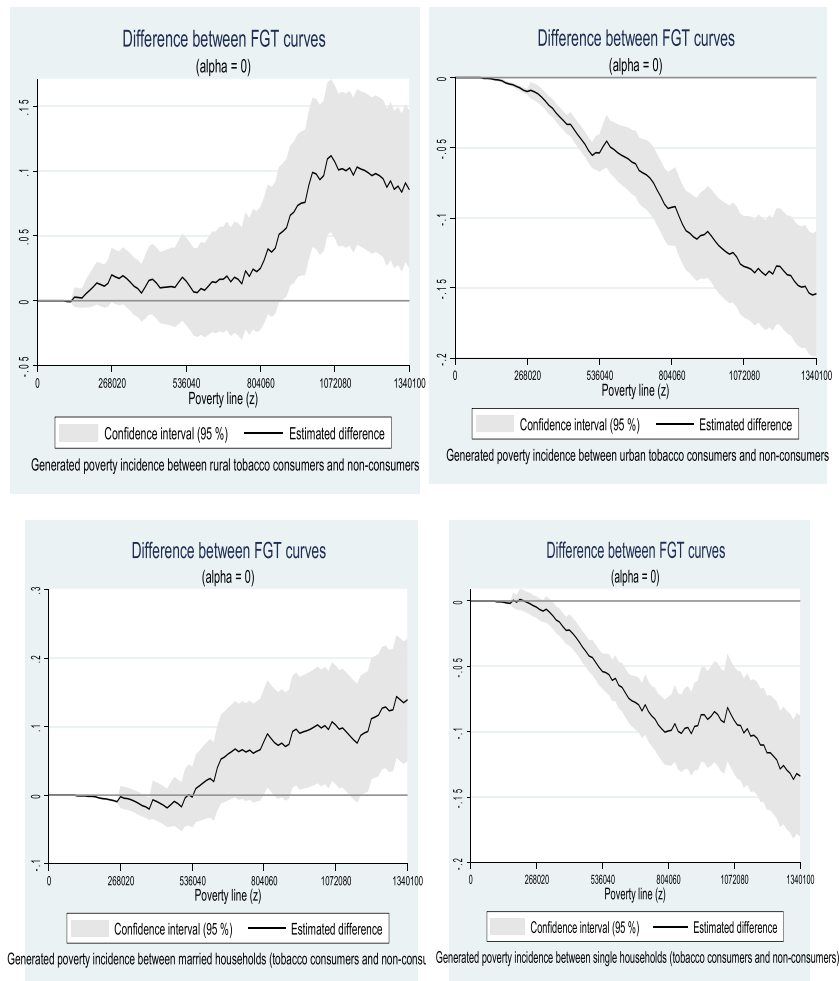 Difference between FGT curves
(alpha = 0)
.15
.1
.05
0
-.05
0 268020 536040 804060 1072080 1340100
Poverty line (z)
Confidence interval (95 %) Estimated difference
Generated poverty incidence between rural tobacco consumers and non-consumers
Difference between FGT curves
(alpha = 0)
0
-.05
-.1
-.15
-.2
0 268020 536040 804060 1072080 1340100
Poverty line (z)
Confidence interval (95 %) Estimated difference
Generated poverty incidence between urban tobacco consumers and non-consumers
Difference between FGT curves
(alpha = 0)
.3
.2
.1
0
-.1
0 268020 536040 804060 1072080 1340100
Poverty line (z)
Confidence interval (95 %) Estimated difference
Generated poverty incidence between married households (tobacco consumers and non-consu
Difference between FGT curves
(alpha = 0)
0
-.05
-.1
-.15
-.2
0 268020 536040 804060 1072080 1340100
Poverty line (z)
Confidence interval (95 %) Estimated difference
Generated poverty incidence between single households (tobacco consumers and non-consumers)